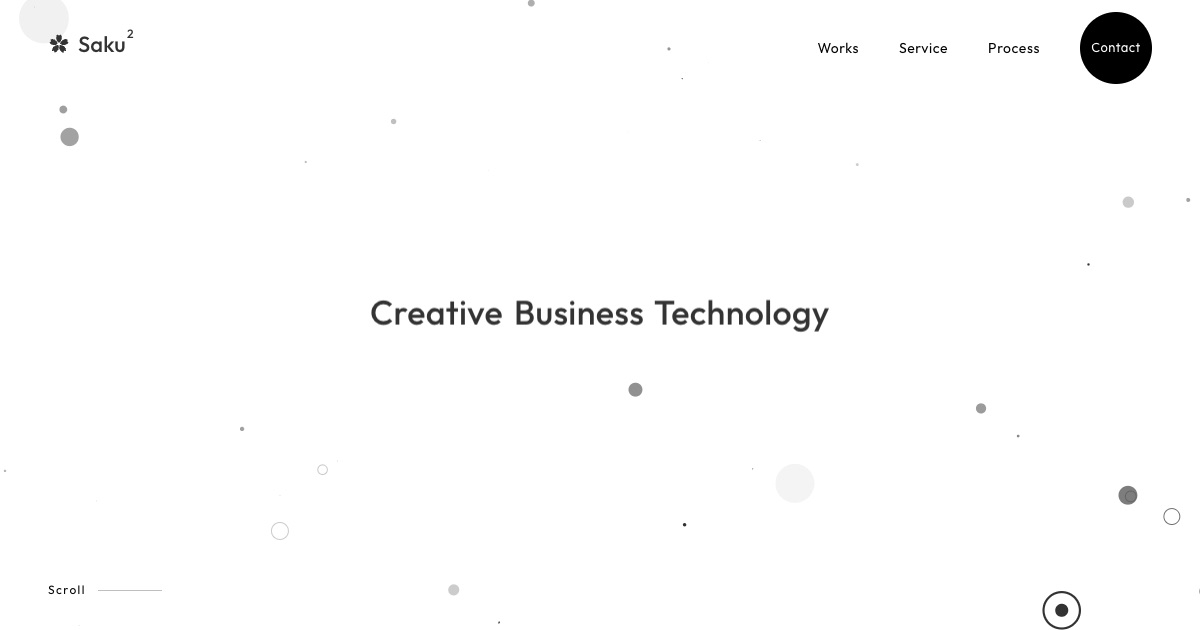 Saku²
Works
Service
Process
Contact
Creative Business Technology
Scroll